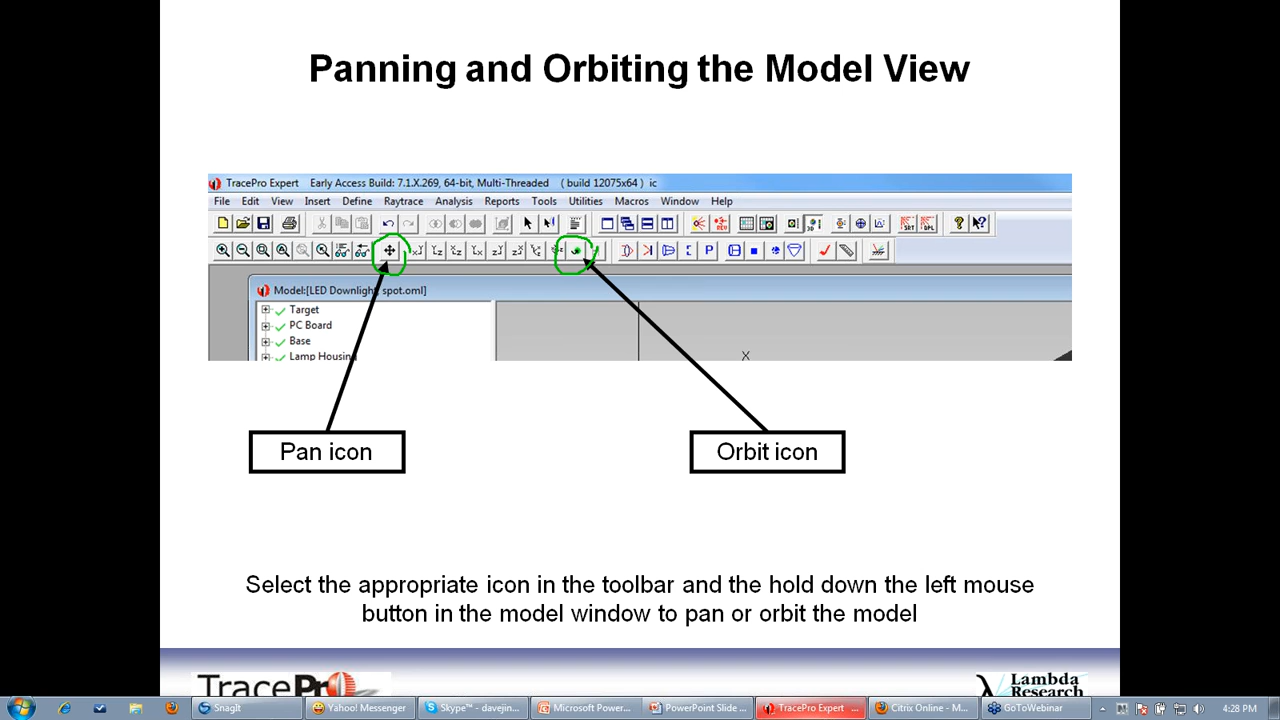 Panning and Orbiting the Model View
TracePro Expert Early Access Build: 7.1.X.269, 64-bit, Multi-Threaded ( build 12075x64 ) ic
File Edit View Insert Define Raytrace Analysis Reports Tools Utilities Macros Window Help
Model:[LED Downlight spot.oml]
Target
PC Board
Base
Lamp Housing
X
Pan icon
Orbit icon
Select the appropriate icon in the toolbar and the hold down the left mouse
button in the model window to pan or orbit the model
TracePro
Lambda
Research
SnagIt Yahoo! Messenger Skype™ - davejin... Microsoft Power... PowerPoint Slide ... TracePro Expert ... Citrix Online - M... GoToWebinar 4:28 PM